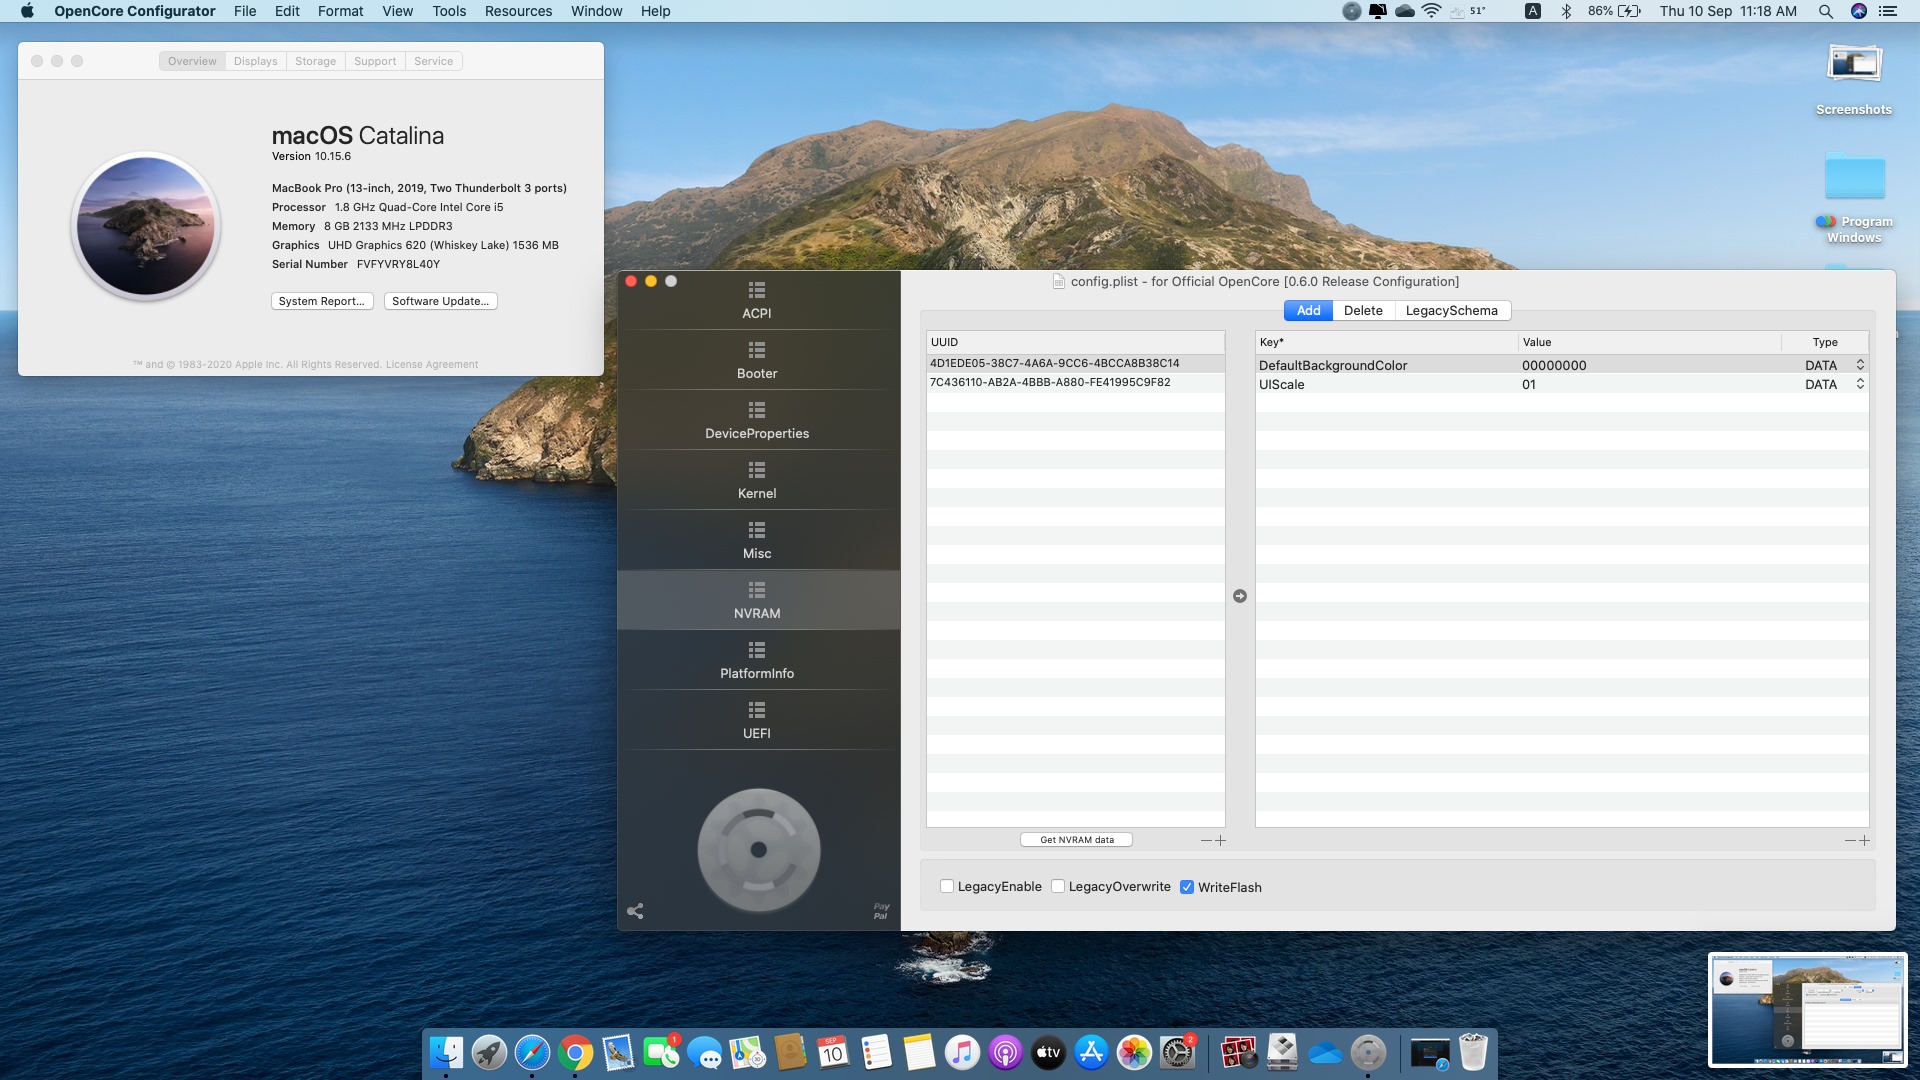 OpenCore Configurator File Edit Format View Tools Resources Window Help 51° A 86% Thu 10 Sep 11:18 AM
Overview Displays Storage Support Service
macOS Catalina
Version 10.15.6
MacBook Pro (13-inch, 2019, Two Thunderbolt 3 ports)
Processor 1.8 GHz Quad-Core Intel Core i5
Memory 8 GB 2133 MHz LPDDR3
Graphics UHD Graphics 620 (Whiskey Lake) 1536 MB
Serial Number FVFYVRY8L40Y
System Report... Software Update...
™ and © 1983-2020 Apple Inc. All Rights Reserved. License Agreement
Screenshots
Program
Windows
config.plist - for Official OpenCore [0.6.0 Release Configuration]
ACPI
Booter
DeviceProperties
Kernel
Misc
NVRAM
PlatformInfo
UEFI
Pay
Pal
Add Delete LegacySchema
UUID
4D1EDE05-38C7-4A6A-9CC6-4BCCA8B38C14
7C436110-AB2A-4BBB-A880-FE41995C9F82
Key* Value Type
DefaultBackgroundColor 00000000 DATA
UIScale 01 DATA
Get NVRAM data
LegacyEnable LegacyOverwrite WriteFlash
1
SEP
10
tv
2